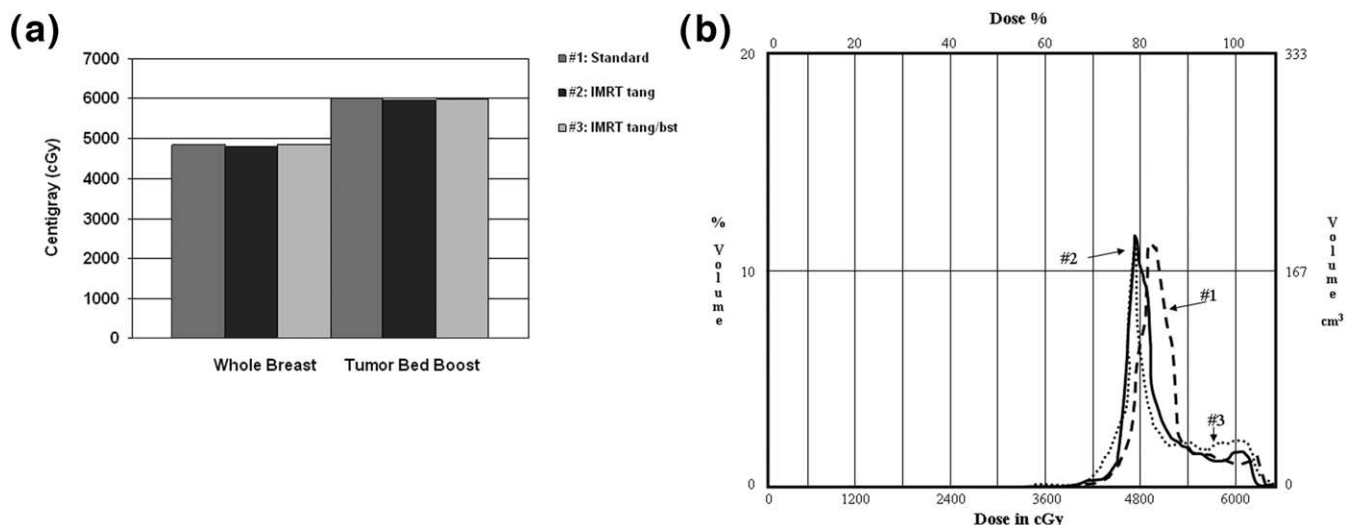 (a)
7000
6000
5000
4000
3000
2000
1000
0
Centigray (cGy)
Whole Breast
Tumor Bed Boost
#1: Standard
#2: IMRT tang
#3: IMRT tang/bst
(b)
Dose %
0 20 40 60 80 100
20
10
0
% Volume
333
167
0
Volume cm³
#2
#1
#3
0 1200 2400 3600 4800 6000
Dose in cGy